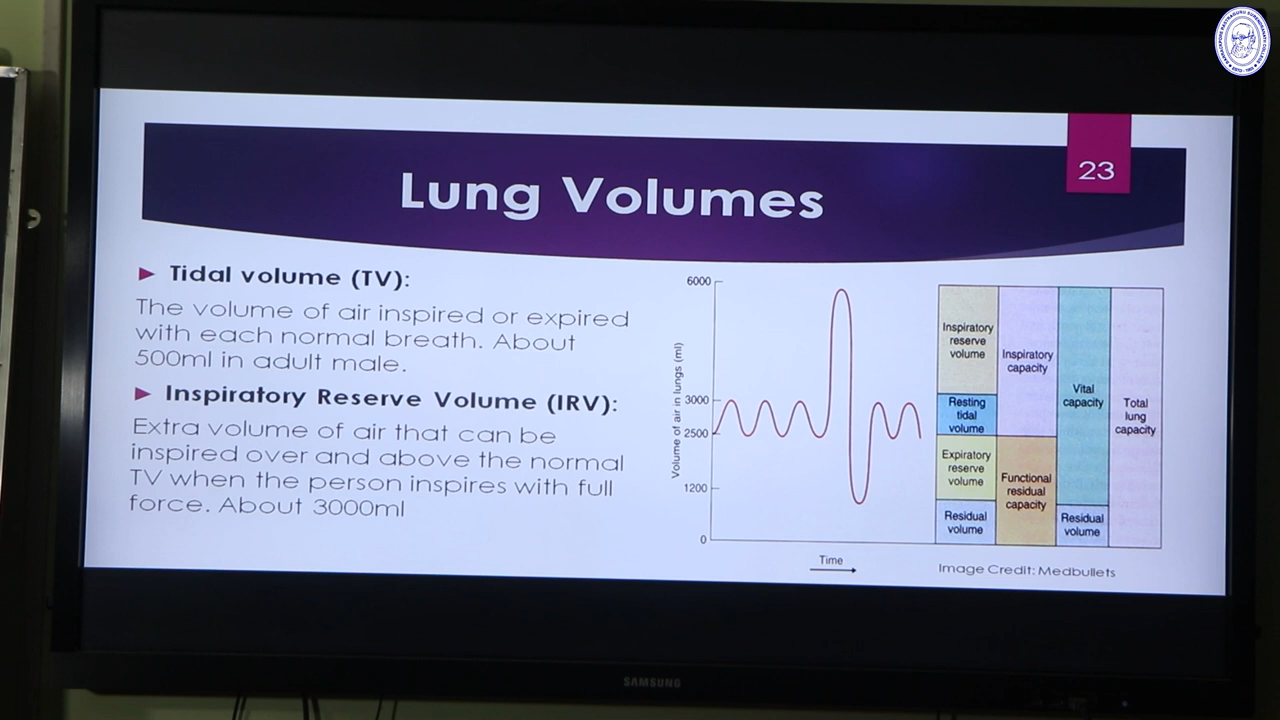 23
Lung Volumes
► Tidal volume (TV):
The volume of air inspired or expired
with each normal breath. About
500ml in adult male.
► Inspiratory Reserve Volume (IRV):
Extra volume of air that can be
inspired over and above the normal
TV when the person inspires with full
force. About 3000ml
Volume of air in lungs (ml)
6000
3000
2500
1200
0
Time
Inspiratory
reserve
volume
Resting
tidal
volume
Expiratory
reserve
volume
Residual
volume
Inspiratory
capacity
Functional
residual
capacity
Vital
capacity
Residual
volume
Total
lung
capacity
Image Credit: Medbullets
SAMSUNG